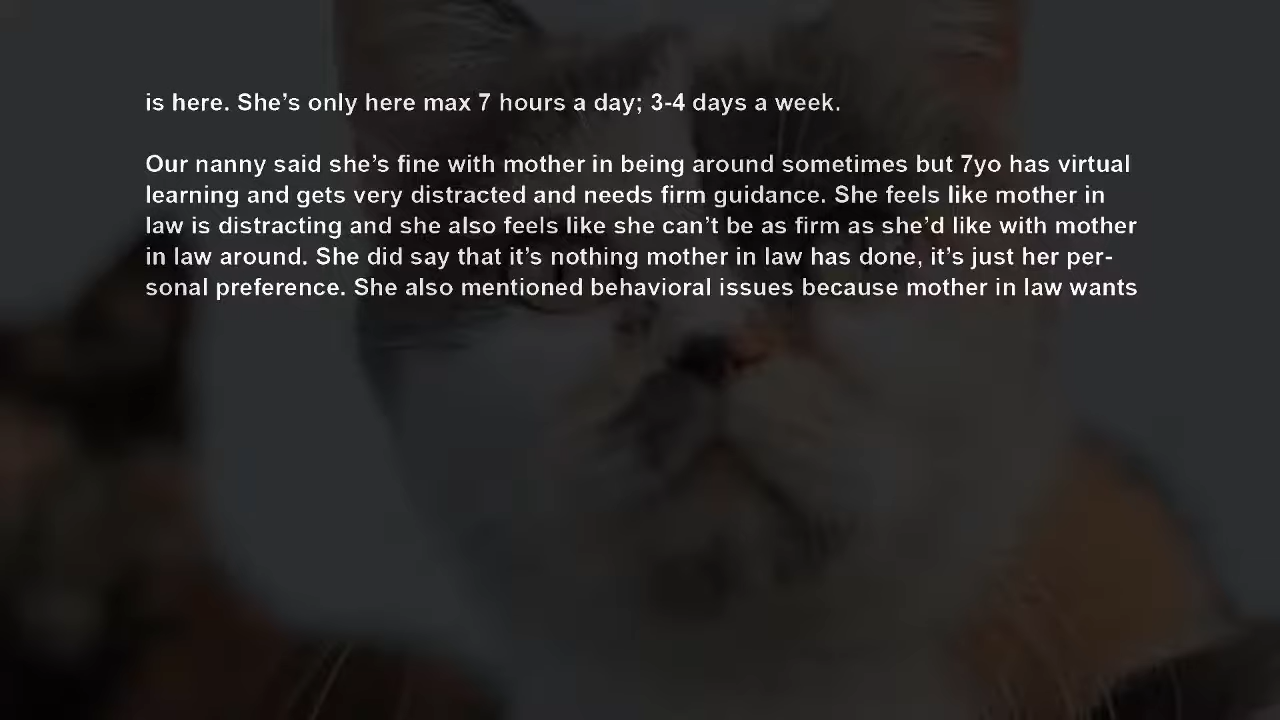 is here. She’s only here max 7 hours a day; 3-4 days a week.
Our nanny said she’s fine with mother in being around sometimes but 7yo has virtual
learning and gets very distracted and needs firm guidance. She feels like mother in
law is distracting and she also feels like she can’t be as firm as she’d like with mother
in law around. She did say that it’s nothing mother in law has done, it’s just her per-
sonal preference. She also mentioned behavioral issues because mother in law wants